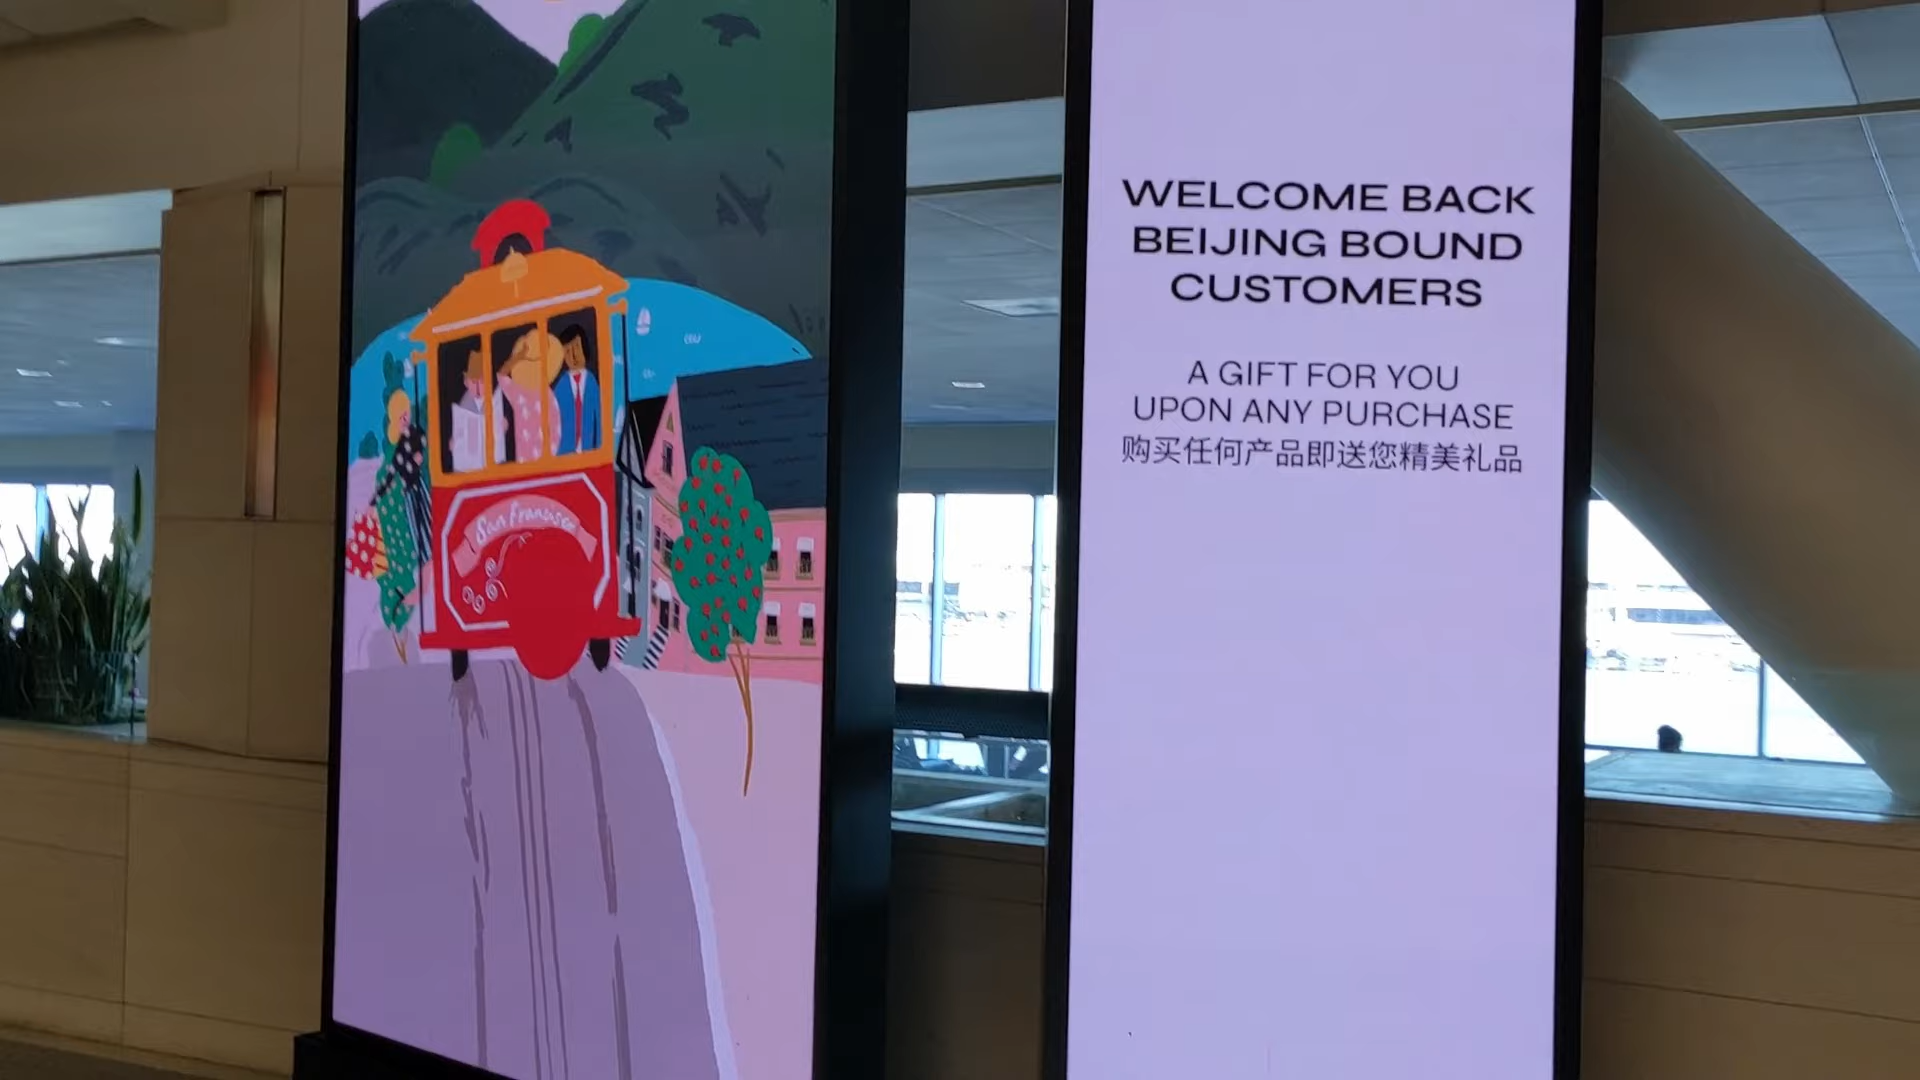 San Francisco
WELCOME BACK
BEIJING BOUND
CUSTOMERS
A GIFT FOR YOU
UPON ANY PURCHASE
购买任何产品即送您精美礼品